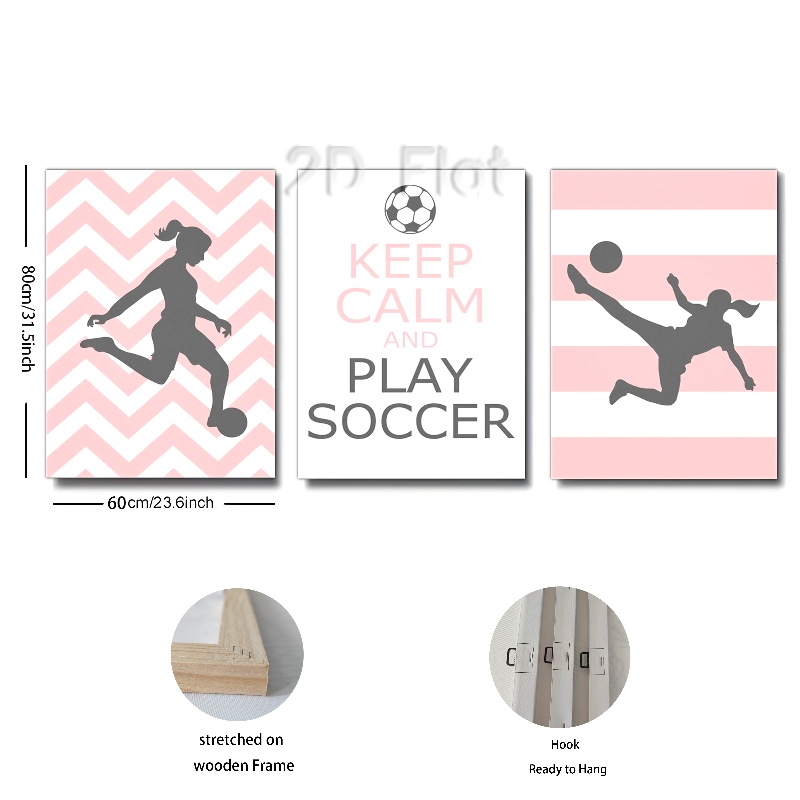 2D Flat
KEEP
CALM
AND
PLAY
SOCCER
80cm/31.5inch
60cm/23.6inch
stretched on
wooden Frame
Hook
Ready to Hang